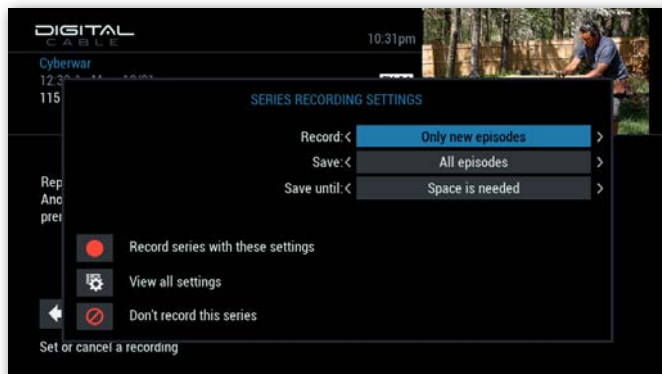 DIGITAL
CABLE
10:31pm
Cyberwar
115
SERIES RECORDING SETTINGS
Record: < Only new episodes >
Save: < All episodes >
Save until: < Space is needed >
Record series with these settings
View all settings
Don't record this series
Set or cancel a recording